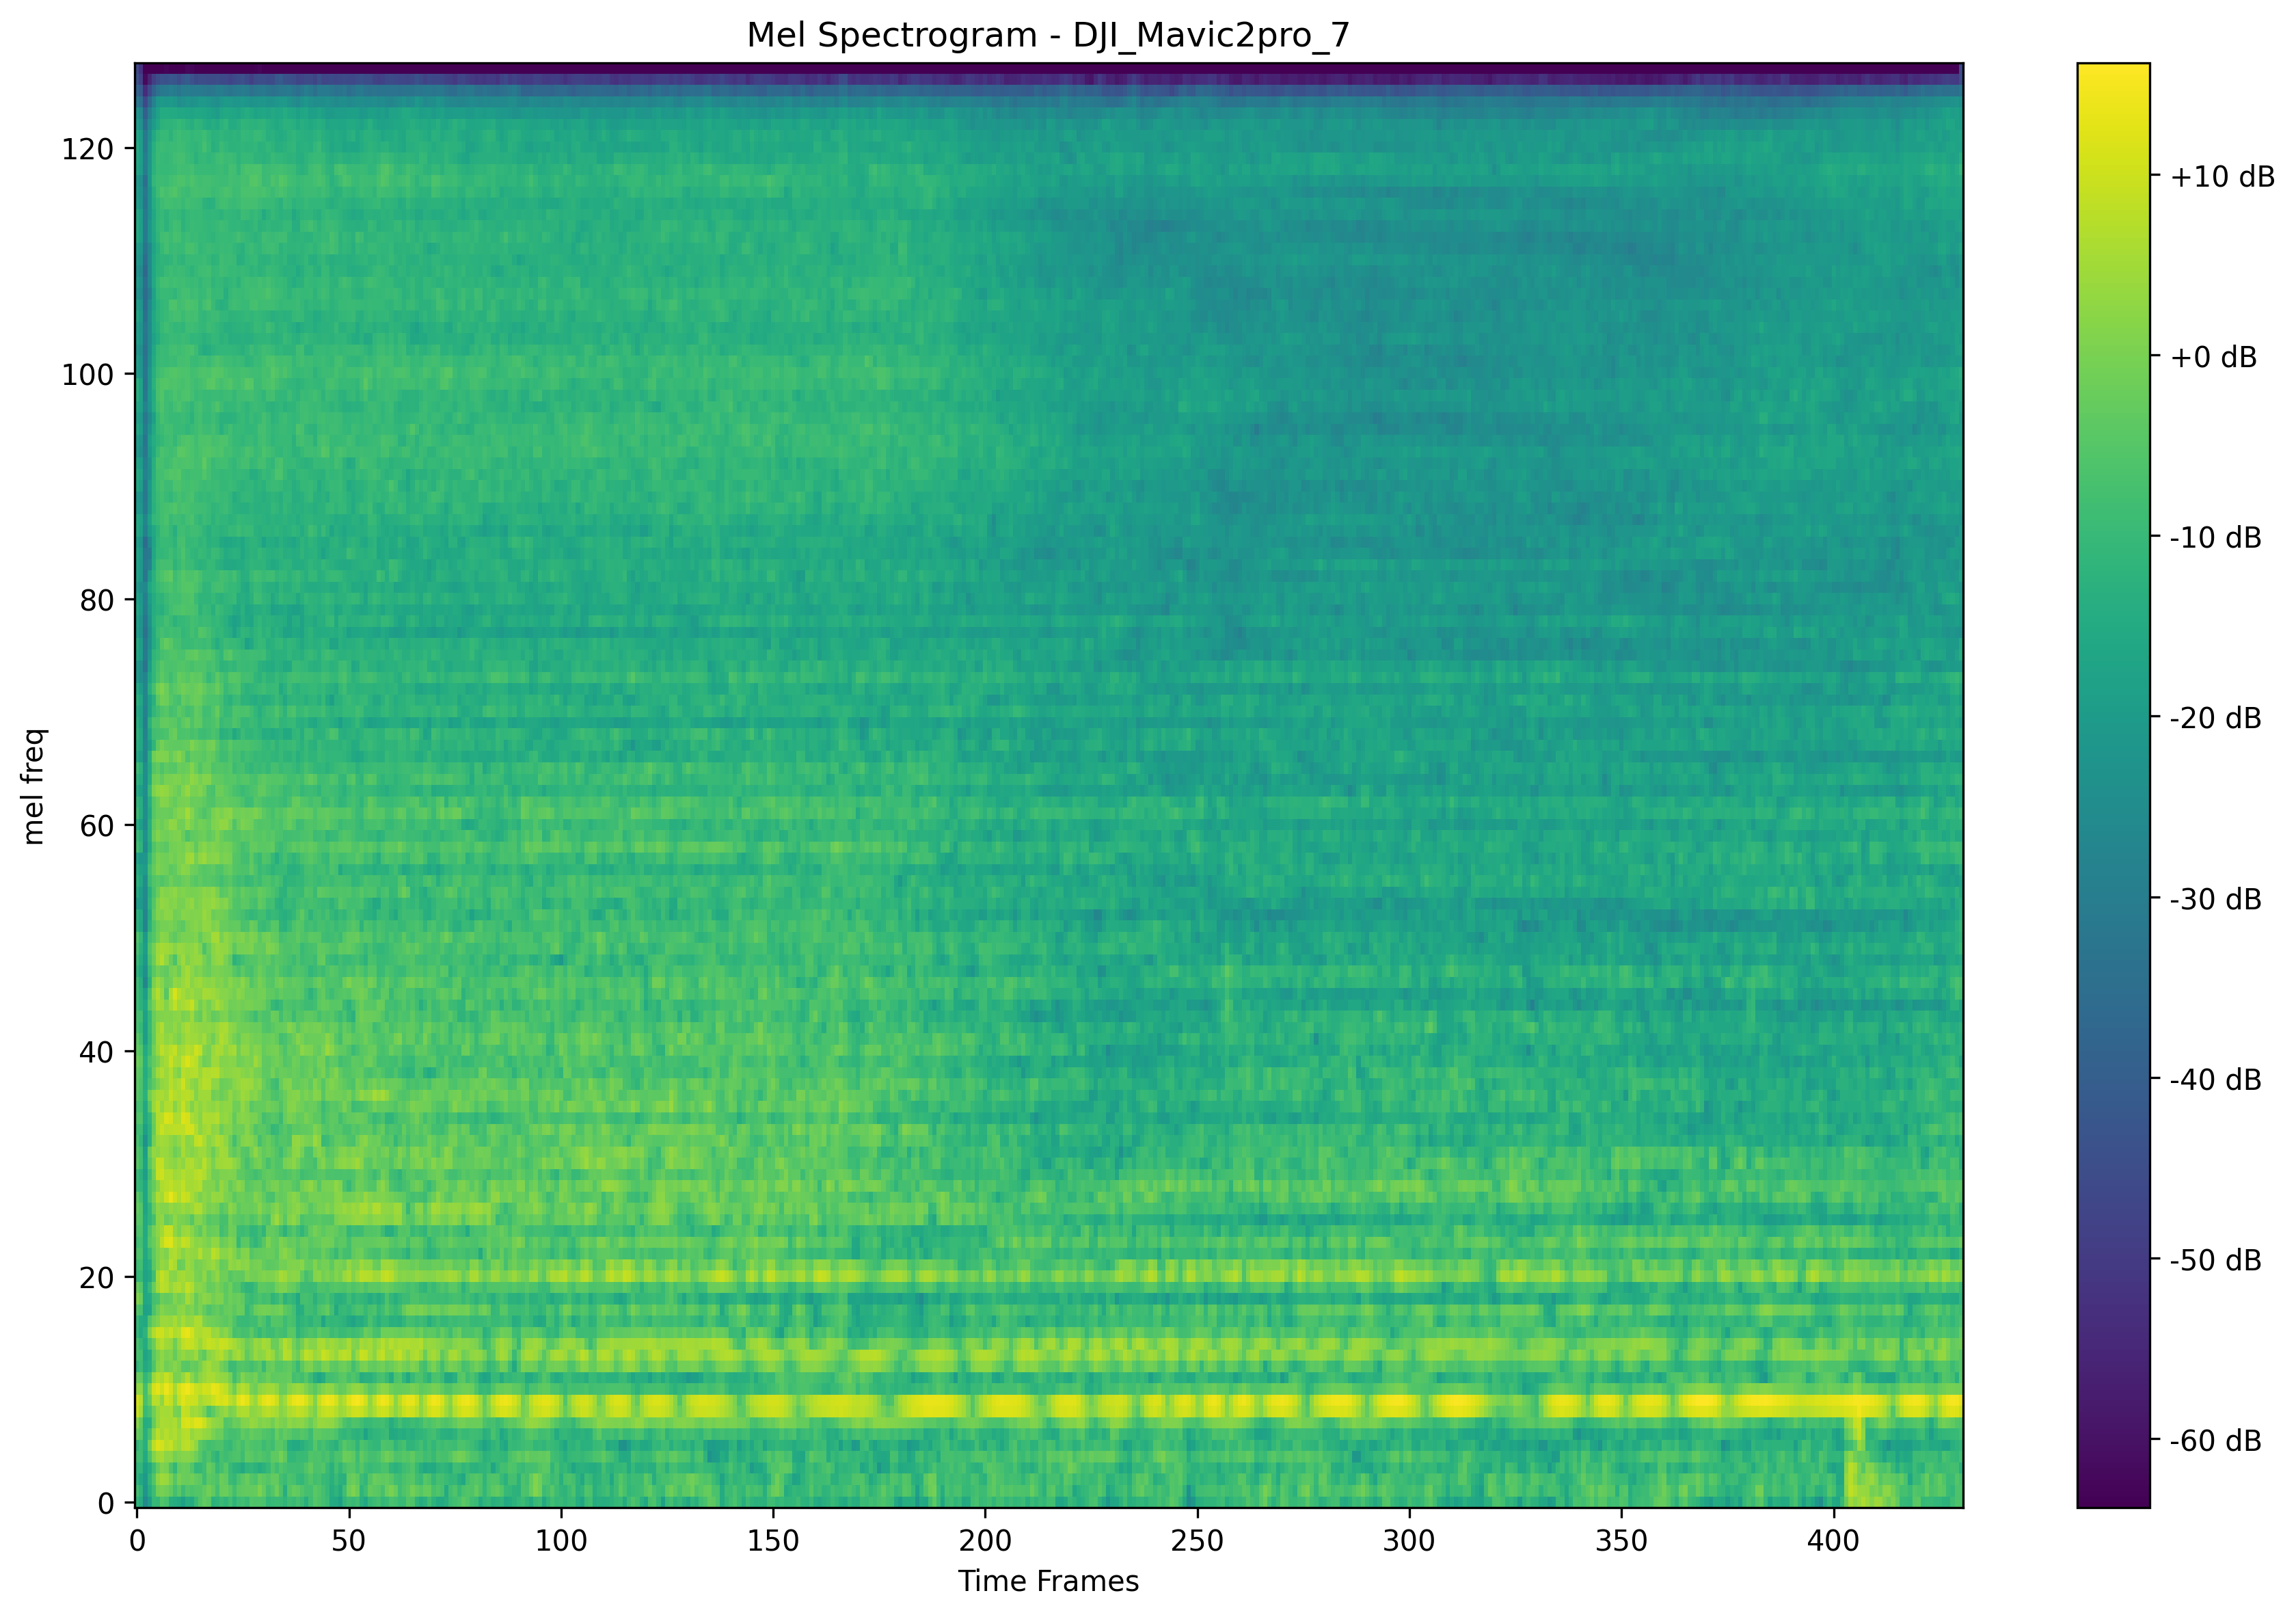 Mel Spectrogram - DJI_Mavic2pro_7
120
100
80
60
40
20
0
mel freq
0 50 100 150 200 250 300 350 400
Time Frames
+10 dB
+0 dB
-10 dB
-20 dB
-30 dB
-40 dB
-50 dB
-60 dB